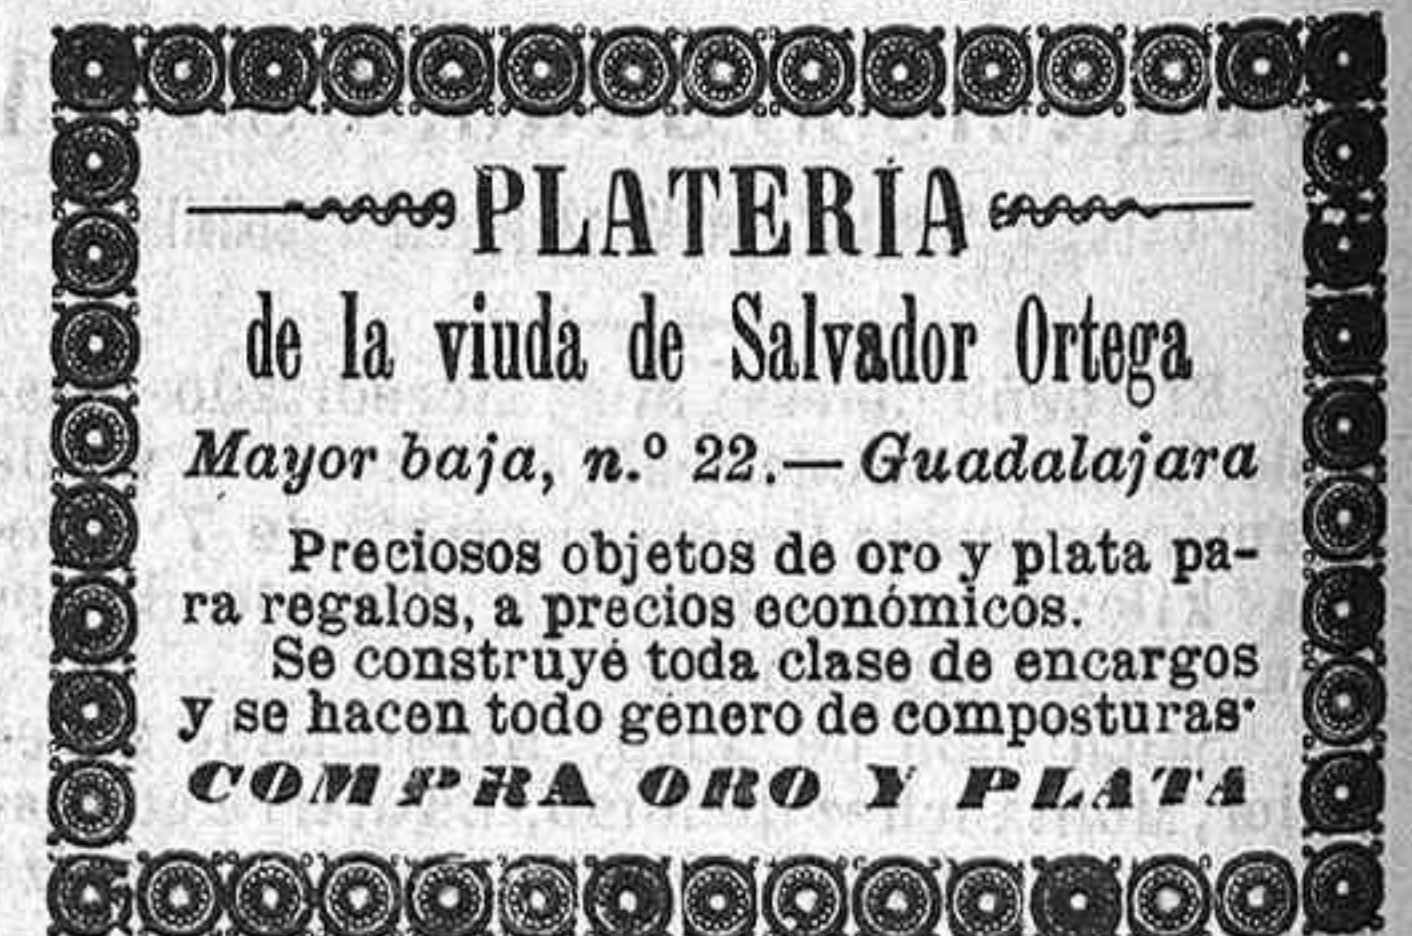 PLATERÍA
de la viuda de Salvador Ortega
Mayor baja, n.º 22.—Guadalajara
Preciosos objetos de oro y plata pa-
ra regalos, a precios económicos.
Se construye toda clase de encargos
y se hacen todo género de composturas·
COMPRA ORO Y PLATA